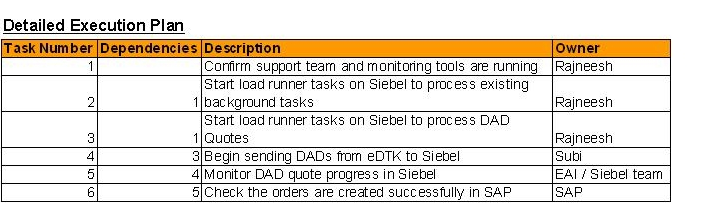 Detailed Execution Plan
Task Number Dependencies Description Owner
1 Confirm support team and monitoring tools are running Rajneesh
Start load runner tasks on Siebel to process existing
2 1 background tasks Rajneesh
Start load runner tasks on Siebel to process DAD
3 1 Quotes Rajneesh
4 3 Begin sending DADs from eDTK to Siebel Subi
5 4 Monitor DAD quote progress in Siebel EAI / Siebel team
6 5 Check the orders are created successfully in SAP SAP